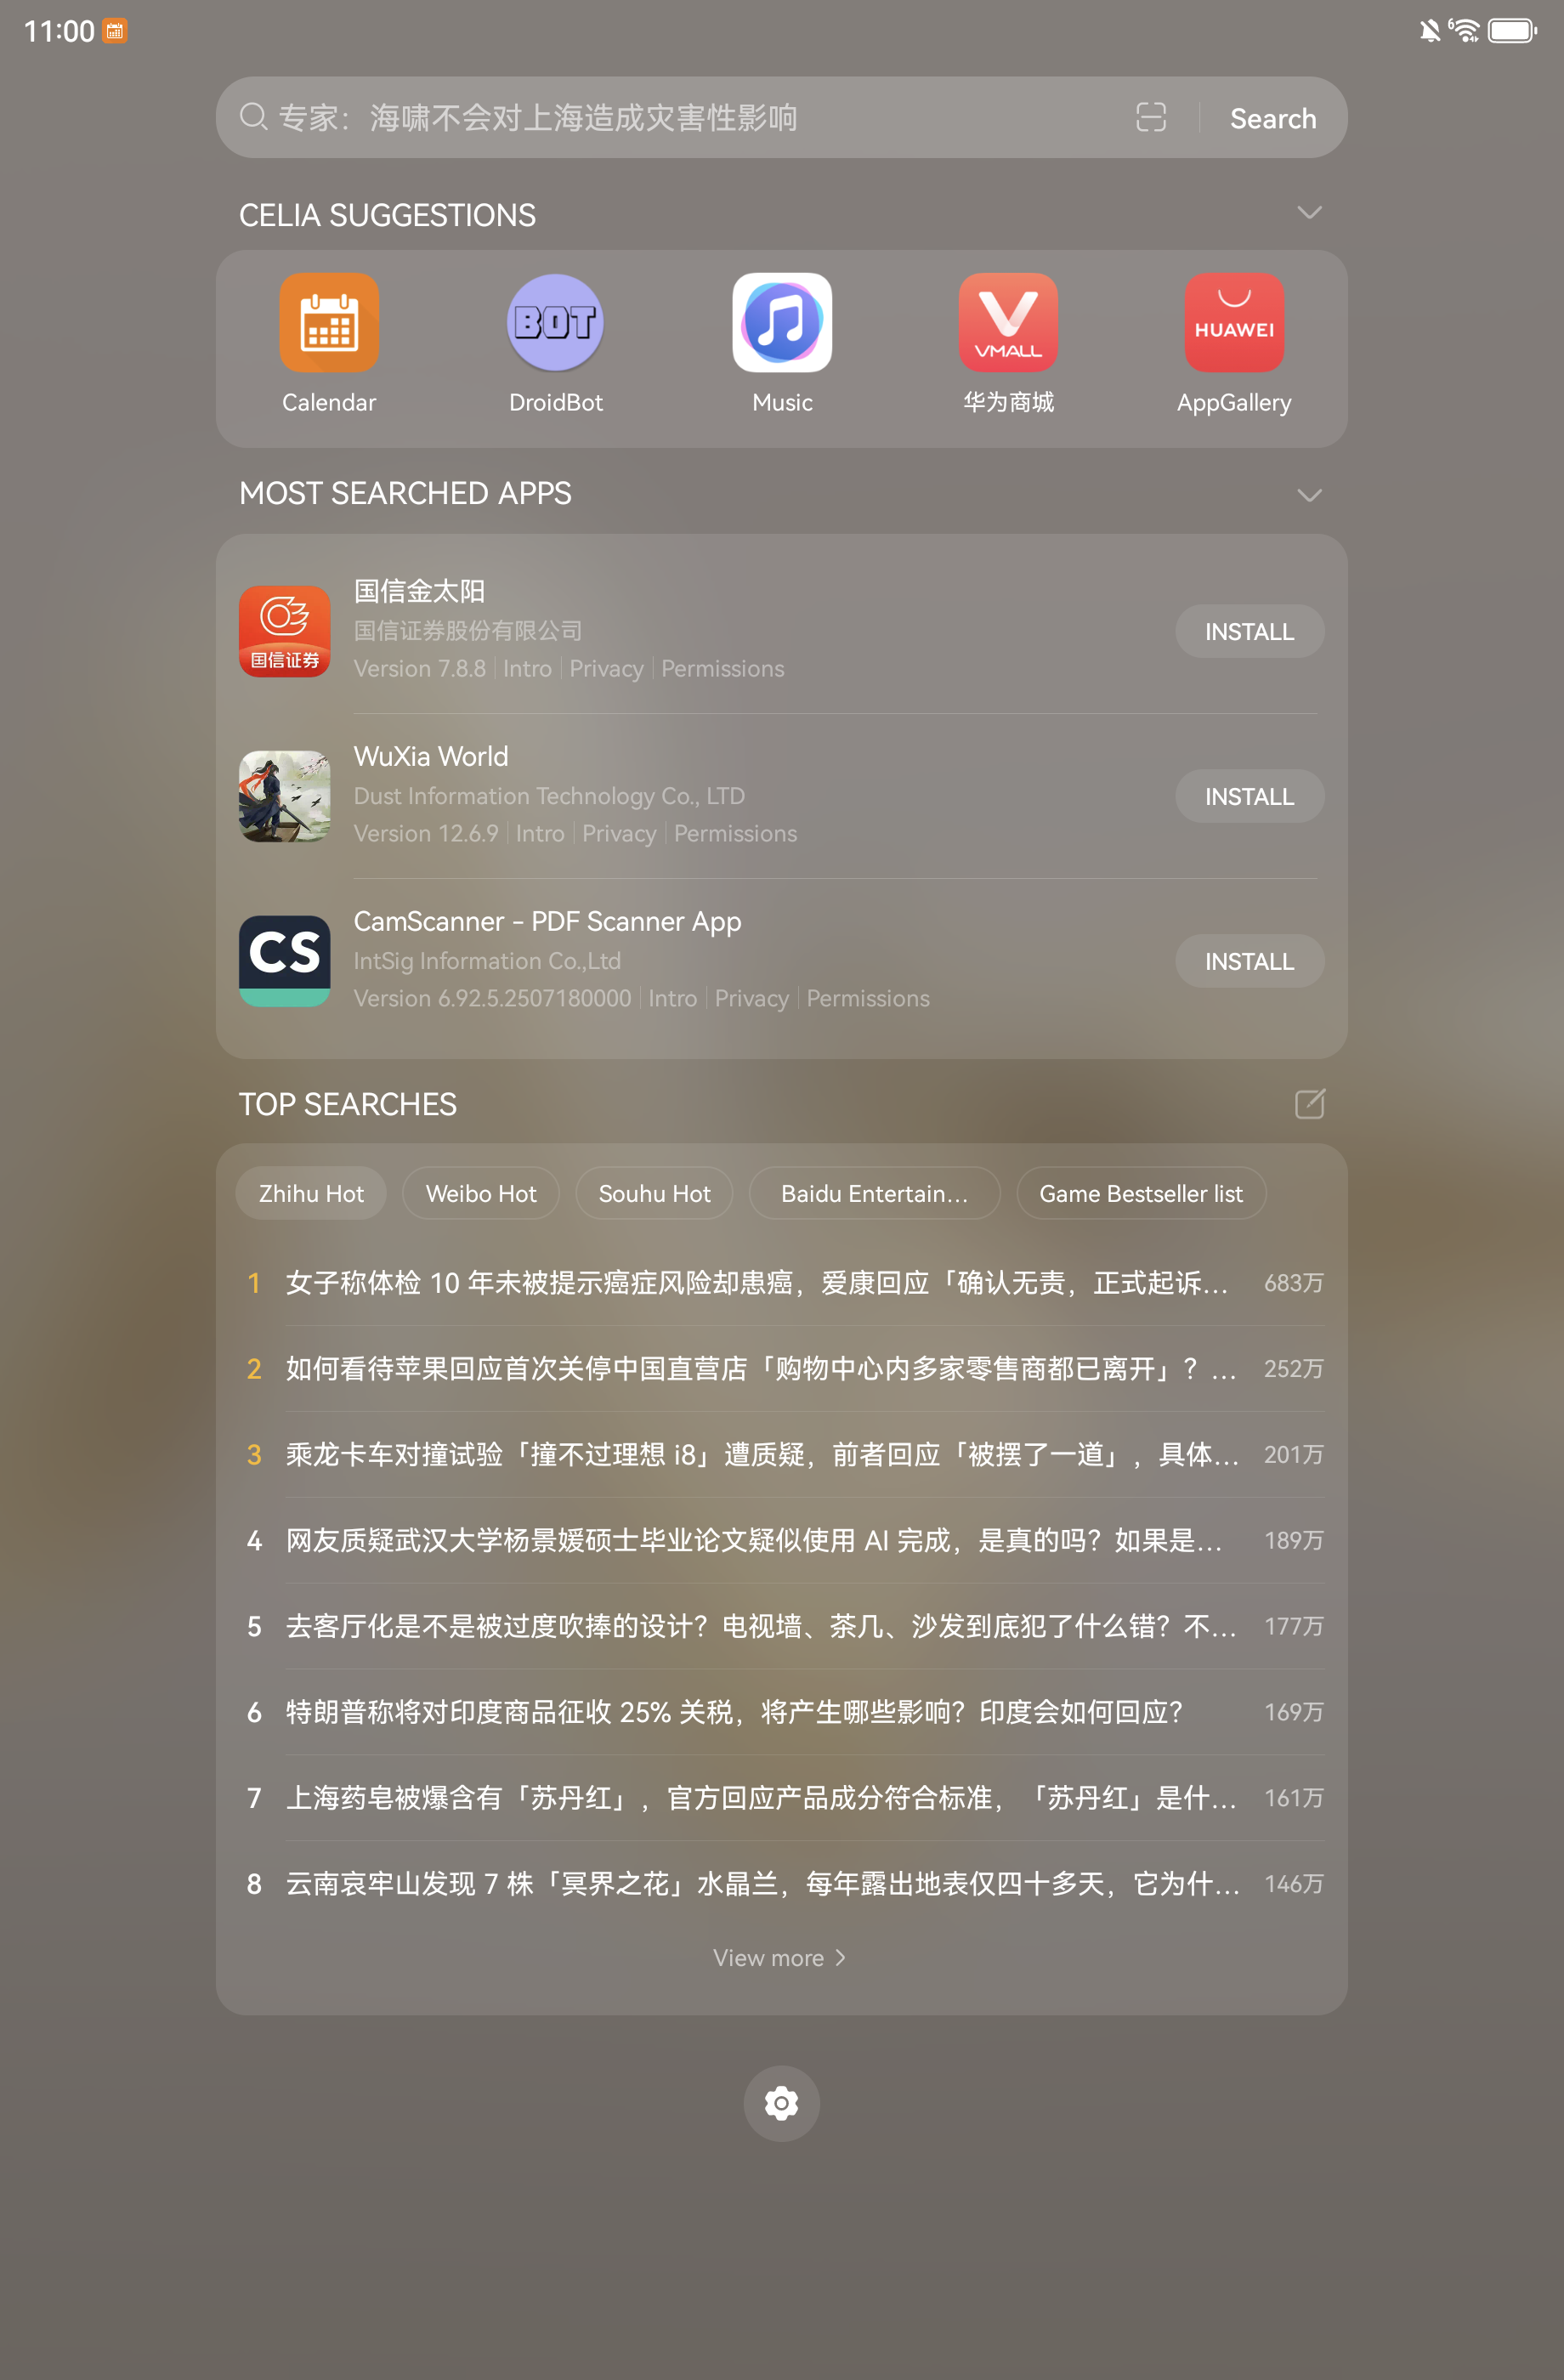 11:00
6
专家：海啸不会对上海造成灾害性影响
Search
CELIA SUGGESTIONS
BOT
VMALL
HUAWEI
Calendar
DroidBot
Music
华为商城
AppGallery
MOST SEARCHED APPS
国信证券
国信金太阳
国信证券股份有限公司
Version 7.8.8 Intro Privacy Permissions
INSTALL
WuXia World
Dust Information Technology Co., LTD
Version 12.6.9 Intro Privacy Permissions
INSTALL
CS
CamScanner - PDF Scanner App
IntSig Information Co.,Ltd
Version 6.92.5.2507180000 Intro Privacy Permissions
INSTALL
TOP SEARCHES
Zhihu Hot Weibo Hot Souhu Hot Baidu Entertain... Game Bestseller list
1 女子称体检 10 年未被提示癌症风险却患癌，爱康回应「确认无责，正式起诉... 683万
2 如何看待苹果回应首次关停中国直营店「购物中心内多家零售商都已离开」？... 252万
3 乘龙卡车对撞试验「撞不过理想 i8」遭质疑，前者回应「被摆了一道」，具体... 201万
4 网友质疑武汉大学杨景媛硕士毕业论文疑似使用 AI 完成，是真的吗？如果是... 189万
5 去客厅化是不是被过度吹捧的设计？电视墙、茶几、沙发到底犯了什么错？不... 177万
6 特朗普称将对印度商品征收 25% 关税，将产生哪些影响？印度会如何回应？ 169万
7 上海药皂被爆含有「苏丹红」，官方回应产品成分符合标准，「苏丹红」是什... 161万
8 云南哀牢山发现 7 株「冥界之花」水晶兰，每年露出地表仅四十多天，它为什... 146万
View more